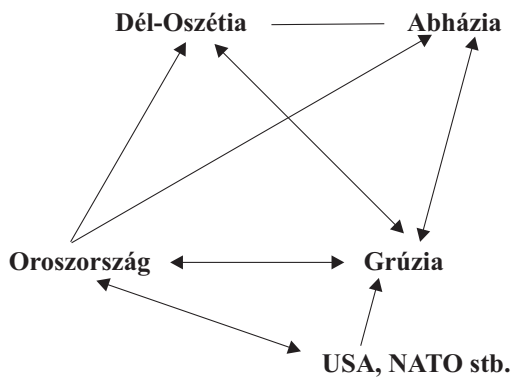 Dél-Oszétia
Abházia
Oroszország
Grúzia
USA, NATO stb.